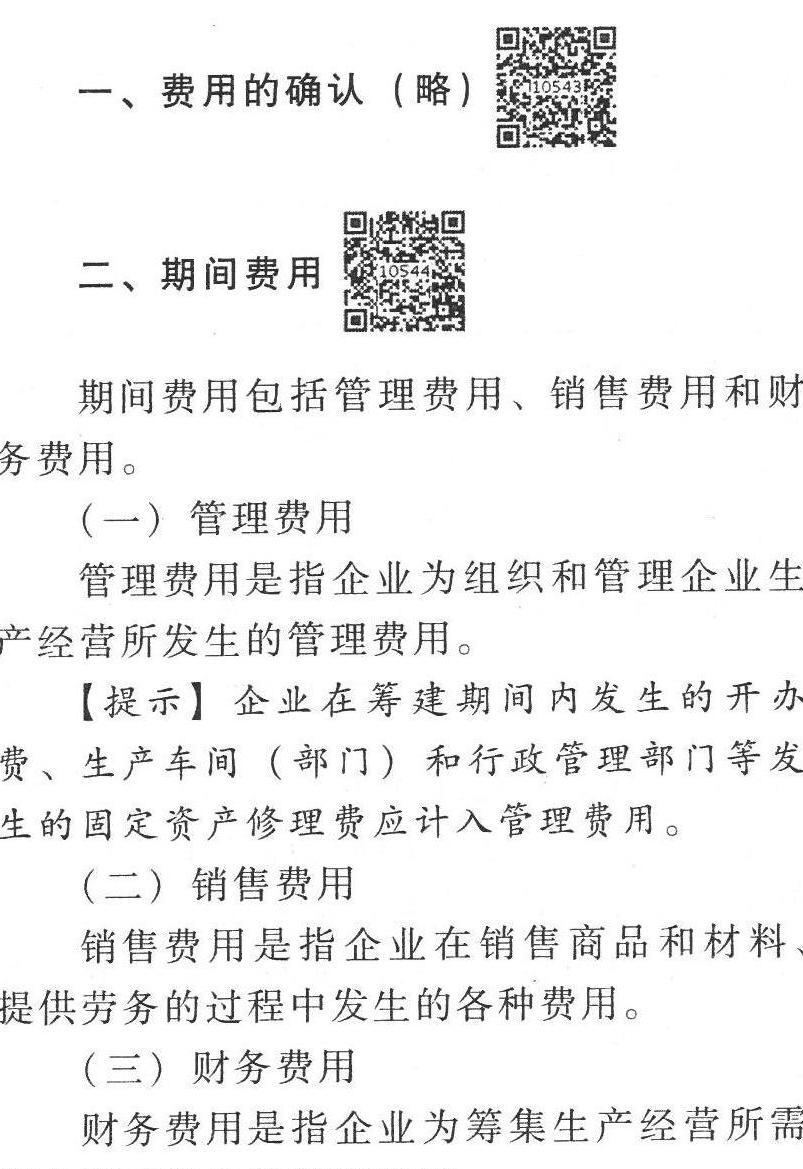 一、费用的确认（略）
10543
二、期间费用
10544
期间费用包括管理费用、销售费用和财
务费用。
（一）管理费用
管理费用是指企业为组织和管理企业生
产经营所发生的管理费用。
【提示】企业在筹建期间内发生的开办
费、生产车间（部门）和行政管理部门等发
生的固定资产修理费应计入管理费用。
（二）销售费用
销售费用是指企业在销售商品和材料、
提供劳务的过程中发生的各种费用。
（三）财务费用
财务费用是指企业为筹集生产经营所需